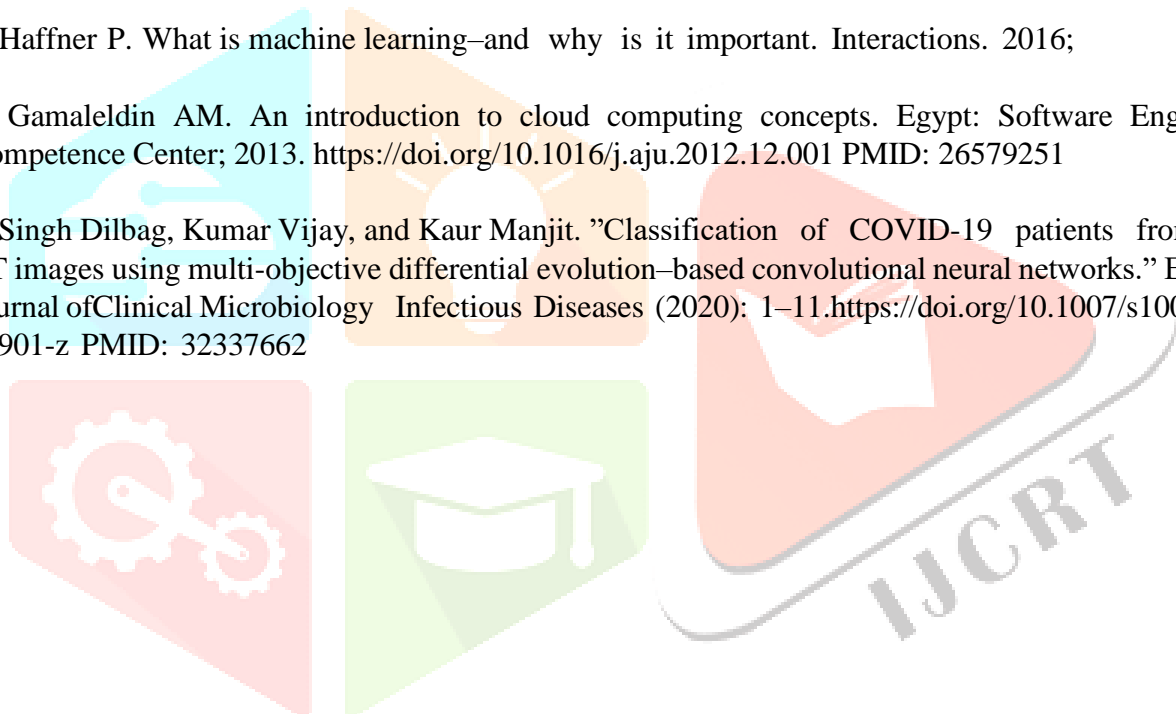 Haffner P. What is machine learning–and why is it important. Interactions. 2016;
Gamaleldin AM. An introduction to cloud computing concepts. Egypt: Software Eng
ompetence Center; 2013. https://doi.org/10.1016/j.aju.2012.12.001 PMID: 26579251
Singh Dilbag, Kumar Vijay, and Kaur Manjit. ”Classification of COVID-19 patients fro
T images using multi-objective differential evolution–based convolutional neural networks.” E
urnal ofClinical Microbiology Infectious Diseases (2020): 1–11.https://doi.org/10.1007/s100
901-z PMID: 32337662
IJCRT